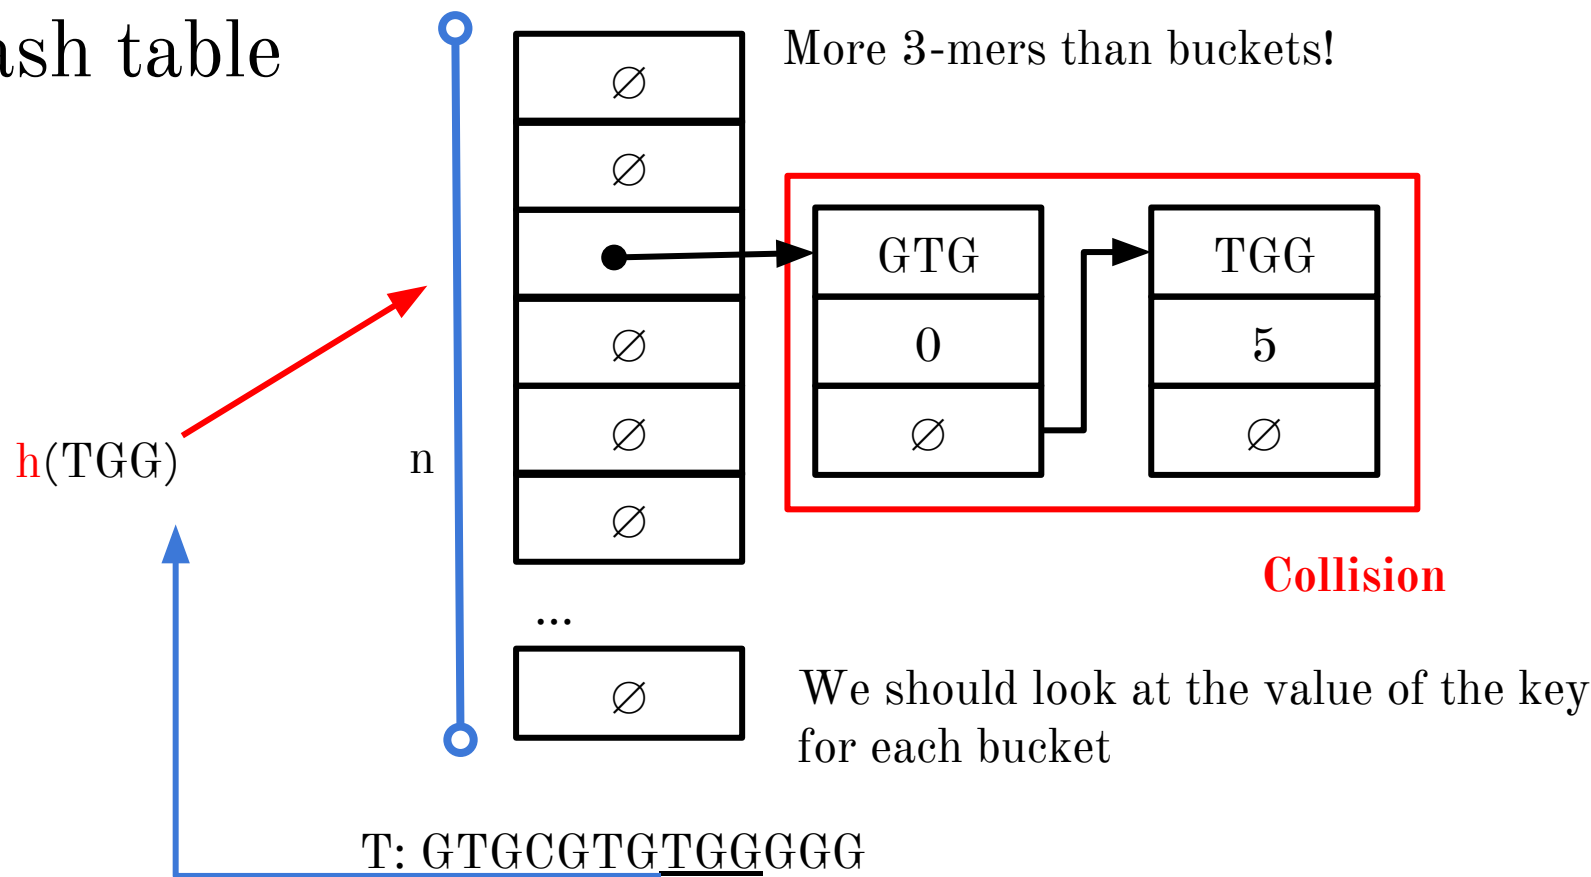 ash table
More 3-mers than buckets!
∅
∅
GTG
TGG
∅
0
5
h(TGG)
n
∅
∅
∅
∅
Collision
...
∅
We should look at the value of the key
for each bucket
T: GTGCGTGTGGGGG